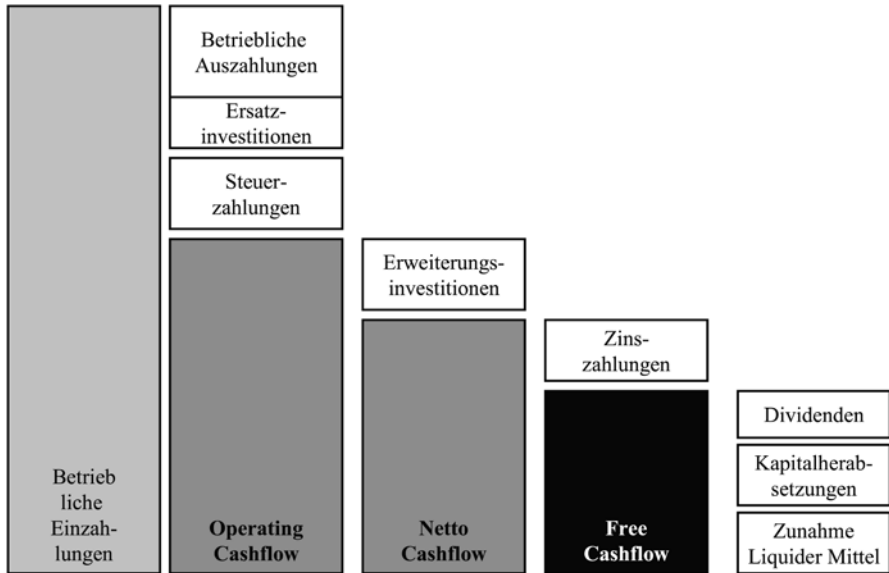 Betriebliche
Auszahlungen
Ersatz-
investitionen
Steuer-
zahlungen
Erweiterungs-
investitionen
Zins-
zahlungen
Dividenden
Kapitalherab-
setzungen
Zunahme
Liquider Mittel
Betrieb
liche
Einzah-
lungen
Operating
Cashflow
Netto
Cashflow
Free
Cashflow